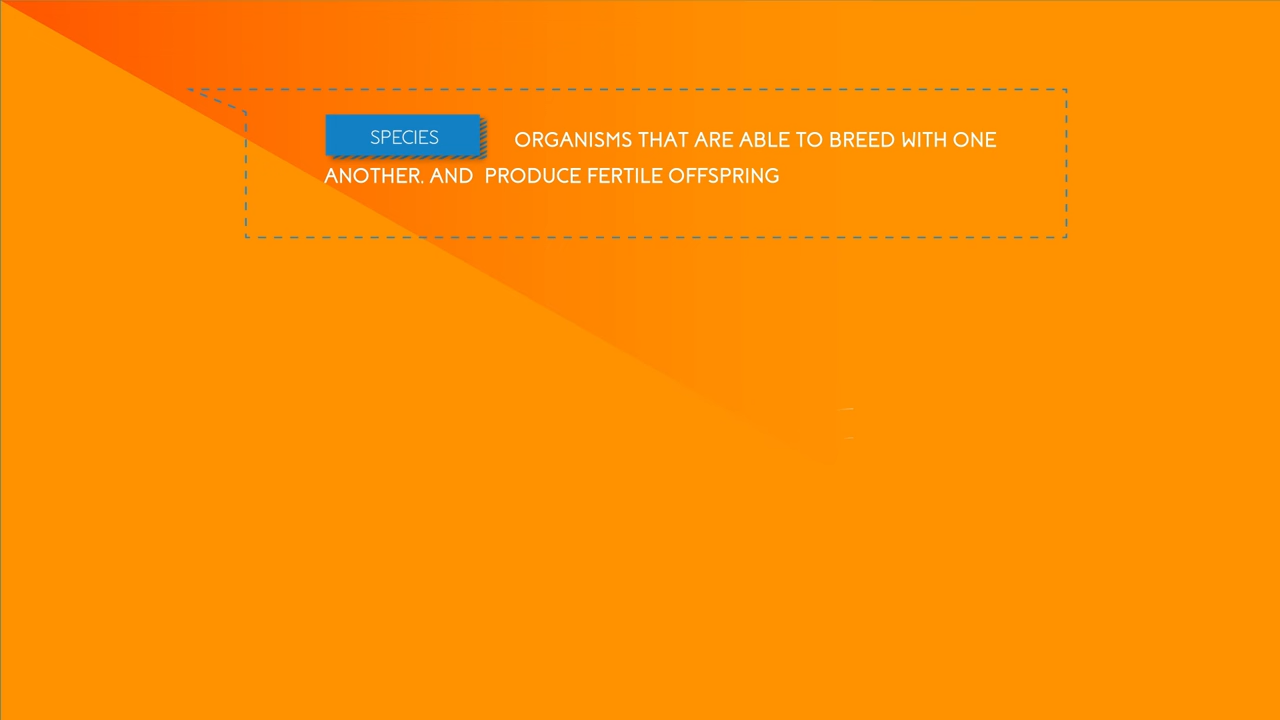 SPECIES ORGANISMS THAT ARE ABLE TO BREED WITH ONE
ANOTHER, AND PRODUCE FERTILE OFFSPRING